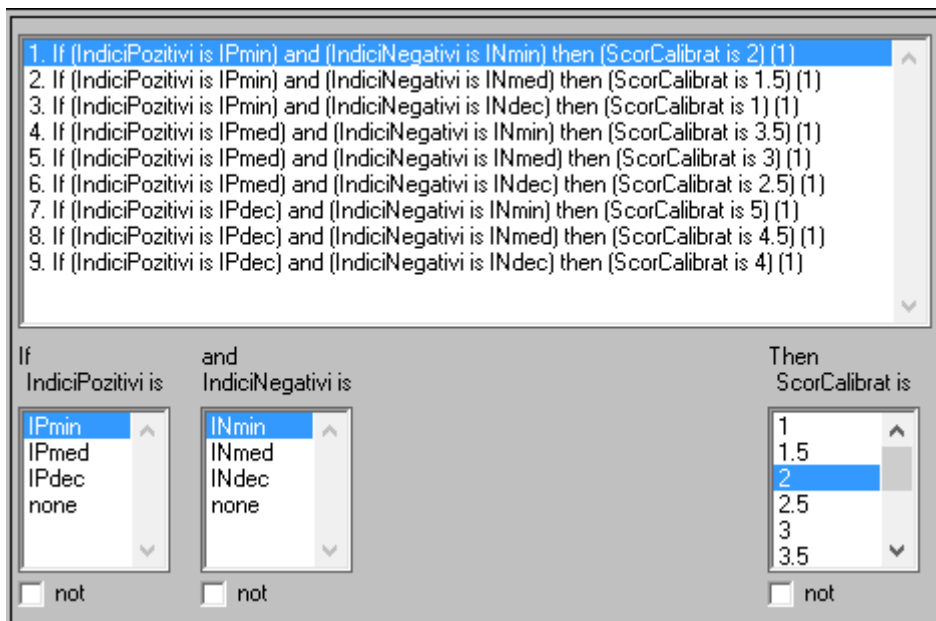 1. If (IndiciPozitivi is IPmin) and (IndiciNegativi is INmin) then (ScorCalibrat is 2) (1)
2. If (IndiciPozitivi is IPmin) and (IndiciNegativi is INmed) then (ScorCalibrat is 1.5) (1)
3. If (IndiciPozitivi is IPmin) and (IndiciNegativi is INdec) then (ScorCalibrat is 1) (1)
4. If (IndiciPozitivi is IPmed) and (IndiciNegativi is INmin) then (ScorCalibrat is 3.5) (1)
5. If (IndiciPozitivi is IPmed) and (IndiciNegativi is INmed) then (ScorCalibrat is 3) (1)
6. If (IndiciPozitivi is IPmed) and (IndiciNegativi is INdec) then (ScorCalibrat is 2.5) (1)
7. If (IndiciPozitivi is IPdec) and (IndiciNegativi is INmin) then (ScorCalibrat is 5) (1)
8. If (IndiciPozitivi is IPdec) and (IndiciNegativi is INmed) then (ScorCalibrat is 4.5) (1)
9. If (IndiciPozitivi is IPdec) and (IndiciNegativi is INdec) then (ScorCalibrat is 4) (1)
If
IndiciPozitivi is
IPmin
IPmed
IPdec
none
not
and
IndiciNegativi is
INmin
INmed
INdec
none
not
Then
ScorCalibrat is
1
1.5
2
2.5
3
3.5
not